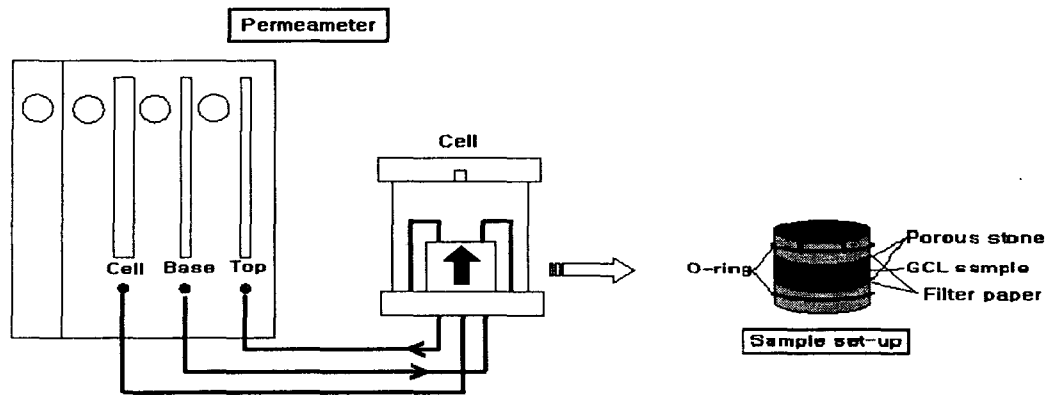 Permeameter
Cell
Cell Base Top
Porous stone
O-ring
GCL sample
Filter paper
Sample set-up